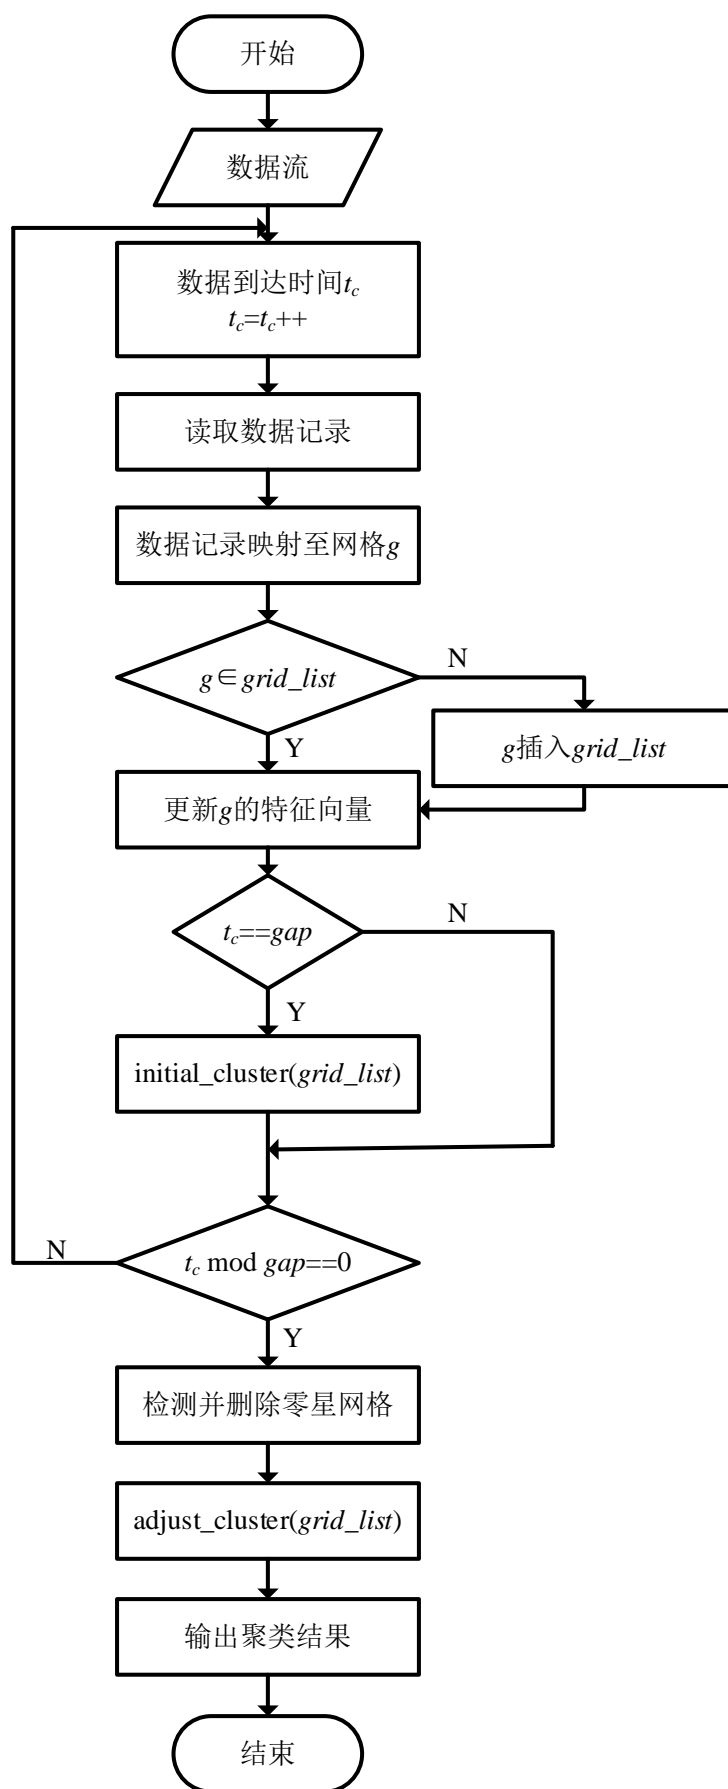 开始
数据流
数据到达时间tc
tc=tc++
读取数据记录
数据记录映射至网格g
g∈grid_list
N
g插入grid_list
Y
更新g的特征向量
tc==gap
N
Y
initial_cluster(grid_list)
N
tc mod gap==0
Y
检测并删除零星网格
adjust_cluster(grid_list)
输出聚类结果
结束